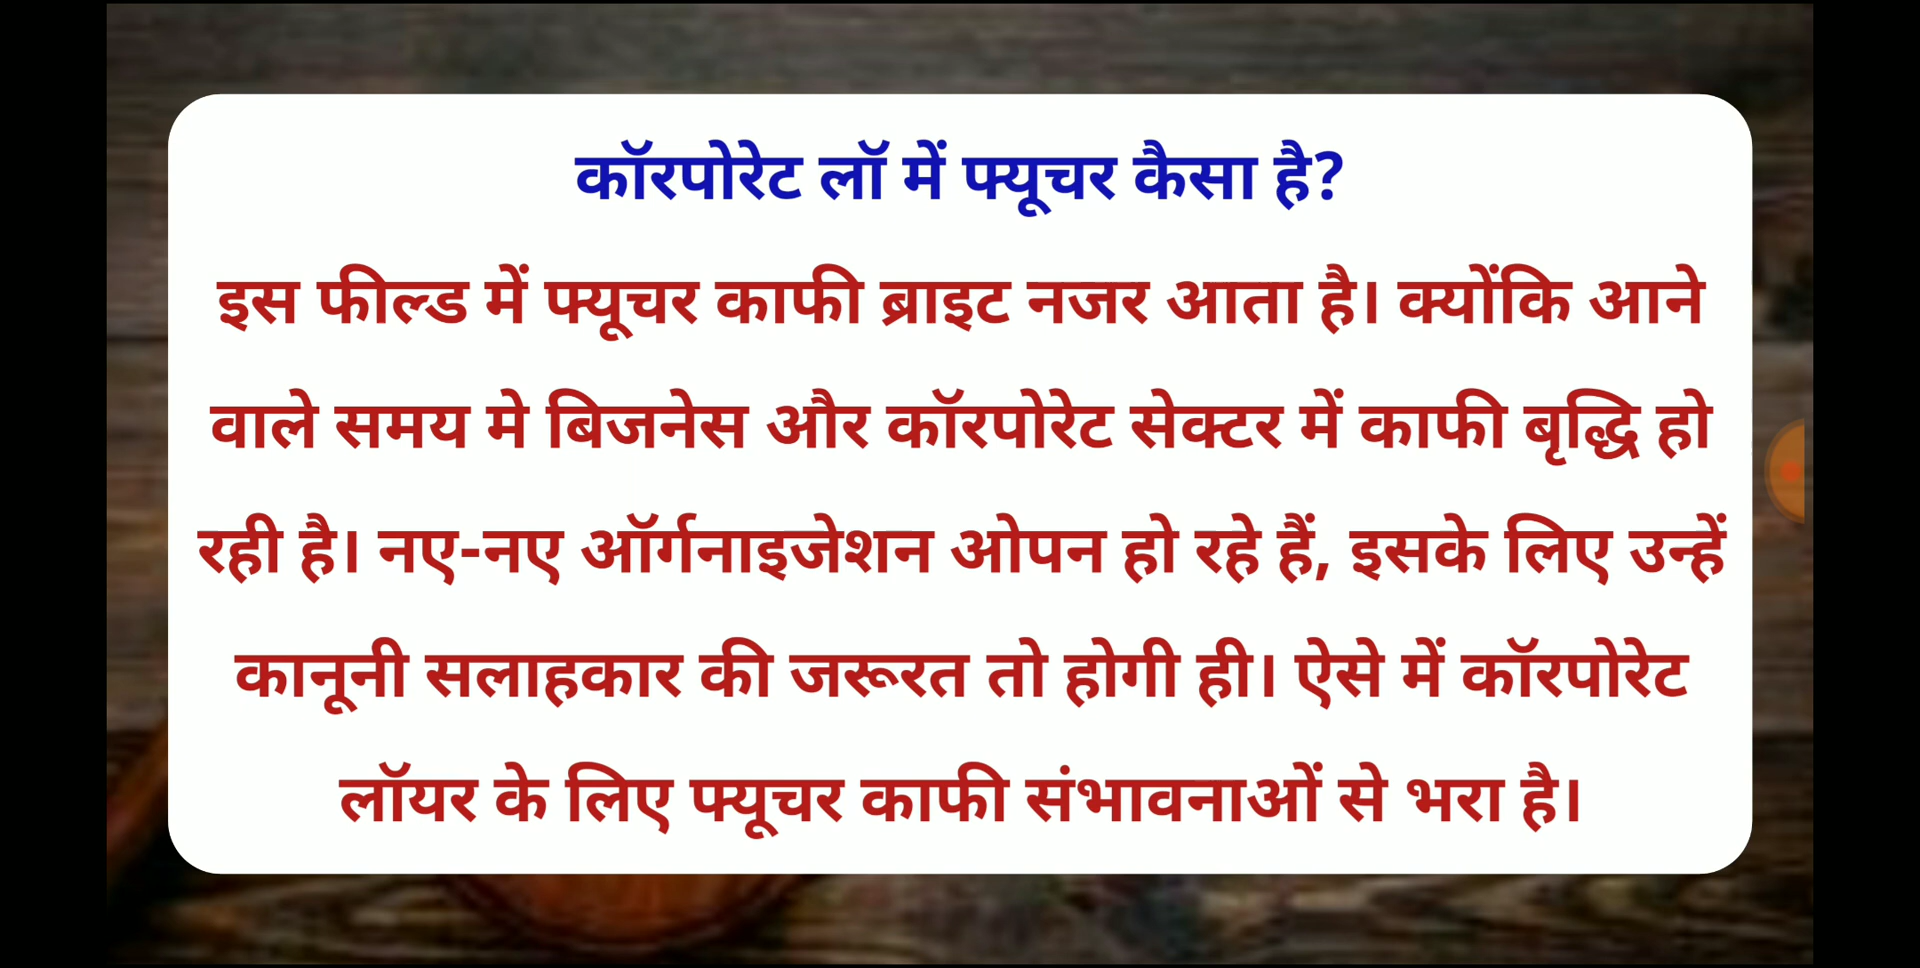 कॉरपोरेट लॉ में फ्यूचर कैसा है?
इस फील्ड में फ्यूचर काफी ब्राइट नजर आता है। क्योंकि आने
वाले समय मे बिजनेस और कॉरपोरेट सेक्टर में काफी बृद्धि हो
रही है। नए-नए ऑर्गनाइजेशन ओपन हो रहे हैं, इसके लिए उन्हें
कानूनी सलाहकार की जरूरत तो होगी ही। ऐसे में कॉरपोरेट
लॉयर के लिए फ्यूचर काफी संभावनाओं से भरा है।